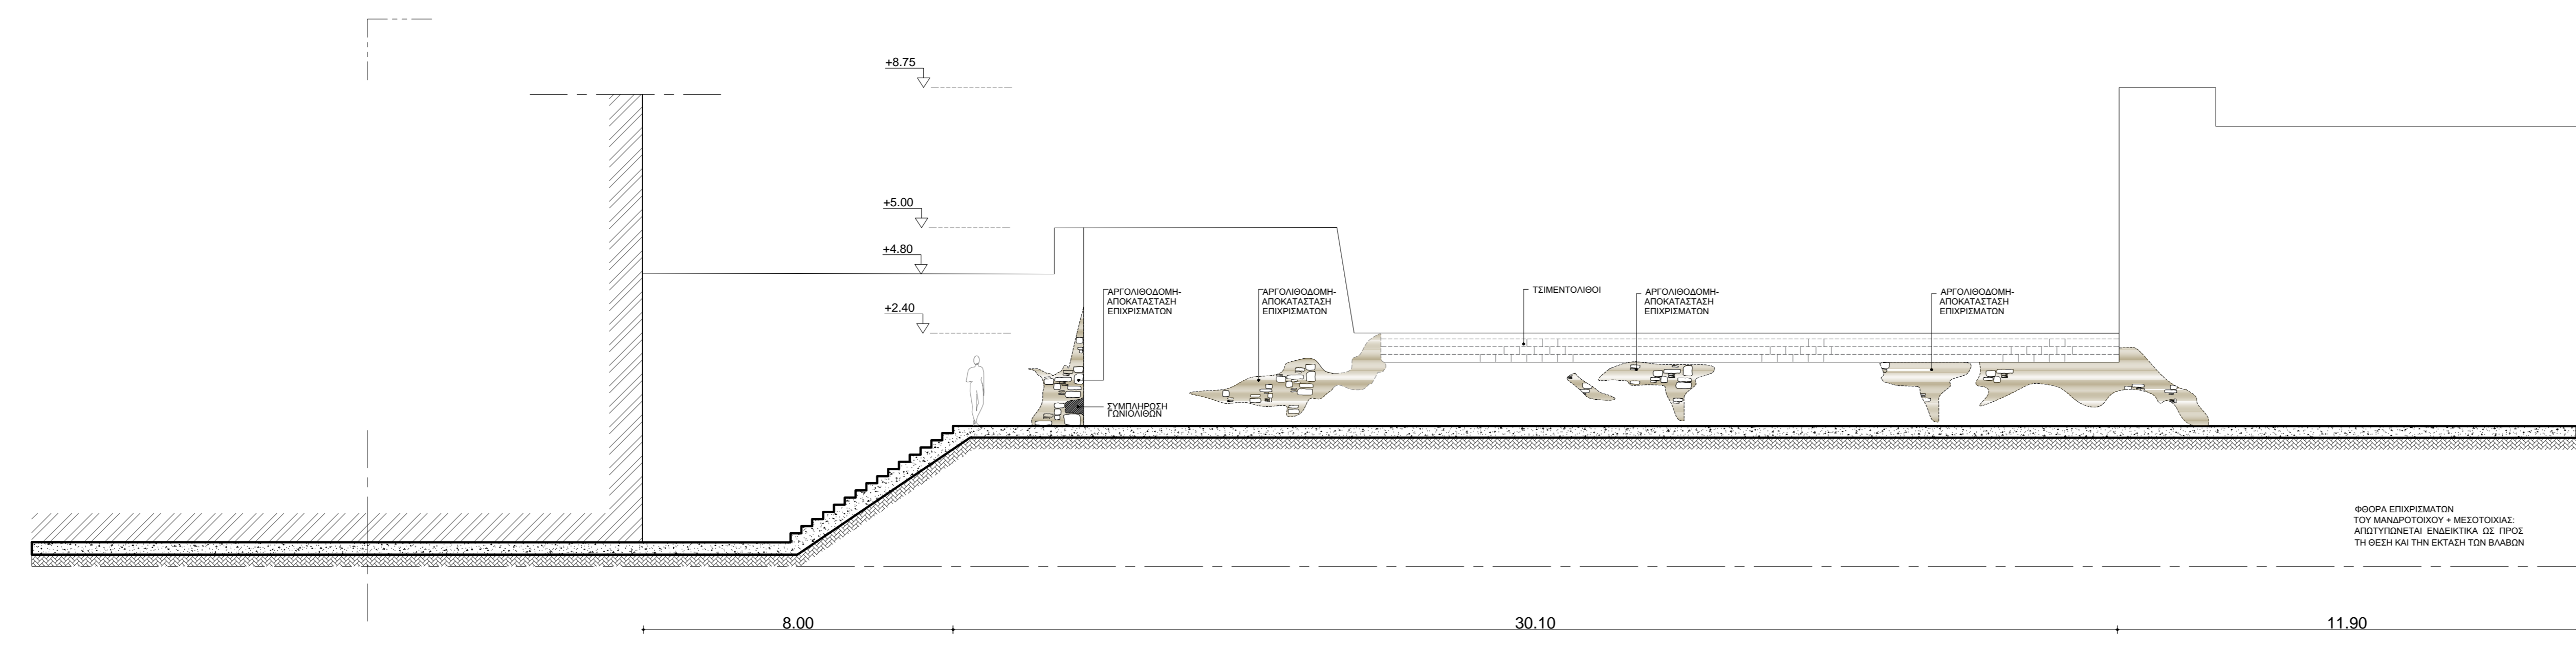 +8.75
+5.00
+4.80
+2.40
ΑΡΓΟΛΙΘΟΔΟΜΗ-
ΑΠΟΚΑΤΑΣΤΑΣΗ
ΕΠΙΧΡΙΣΜΑΤΩΝ
ΑΡΓΟΛΙΘΟΔΟΜΗ-
ΑΠΟΚΑΤΑΣΤΑΣΗ
ΕΠΙΧΡΙΣΜΑΤΩΝ
ΤΣΙΜΕΝΤΟΛΙΘΟΙ
ΑΡΓΟΛΙΘΟΔΟΜΗ-
ΑΠΟΚΑΤΑΣΤΑΣΗ
ΕΠΙΧΡΙΣΜΑΤΩΝ
ΑΡΓΟΛΙΘΟΔΟΜΗ-
ΑΠΟΚΑΤΑΣΤΑΣΗ
ΕΠΙΧΡΙΣΜΑΤΩΝ
ΣΥΜΠΛΗΡΩΣΗ
ΓΩΝΙΟΛΙΘΩΝ
ΦΘΟΡΑ ΕΠΙΧΡΙΣΜΑΤΩΝ
ΤΟΥ ΜΑΝΔΡΟΤΟΙΧΟΥ + ΜΕΣΟΤΟΙΧΙΑΣ:
ΑΠΩΤΥΠΩΝΕΤΑΙ ΕΝΔΕΙΚΤΙΚΑ ΩΣ ΠΡΟΣ
ΤΗ ΘΕΣΗ ΚΑΙ ΤΗΝ ΕΚΤΑΣΗ ΤΩΝ ΒΛΑΒΩΝ
8.00
30.10
11.90